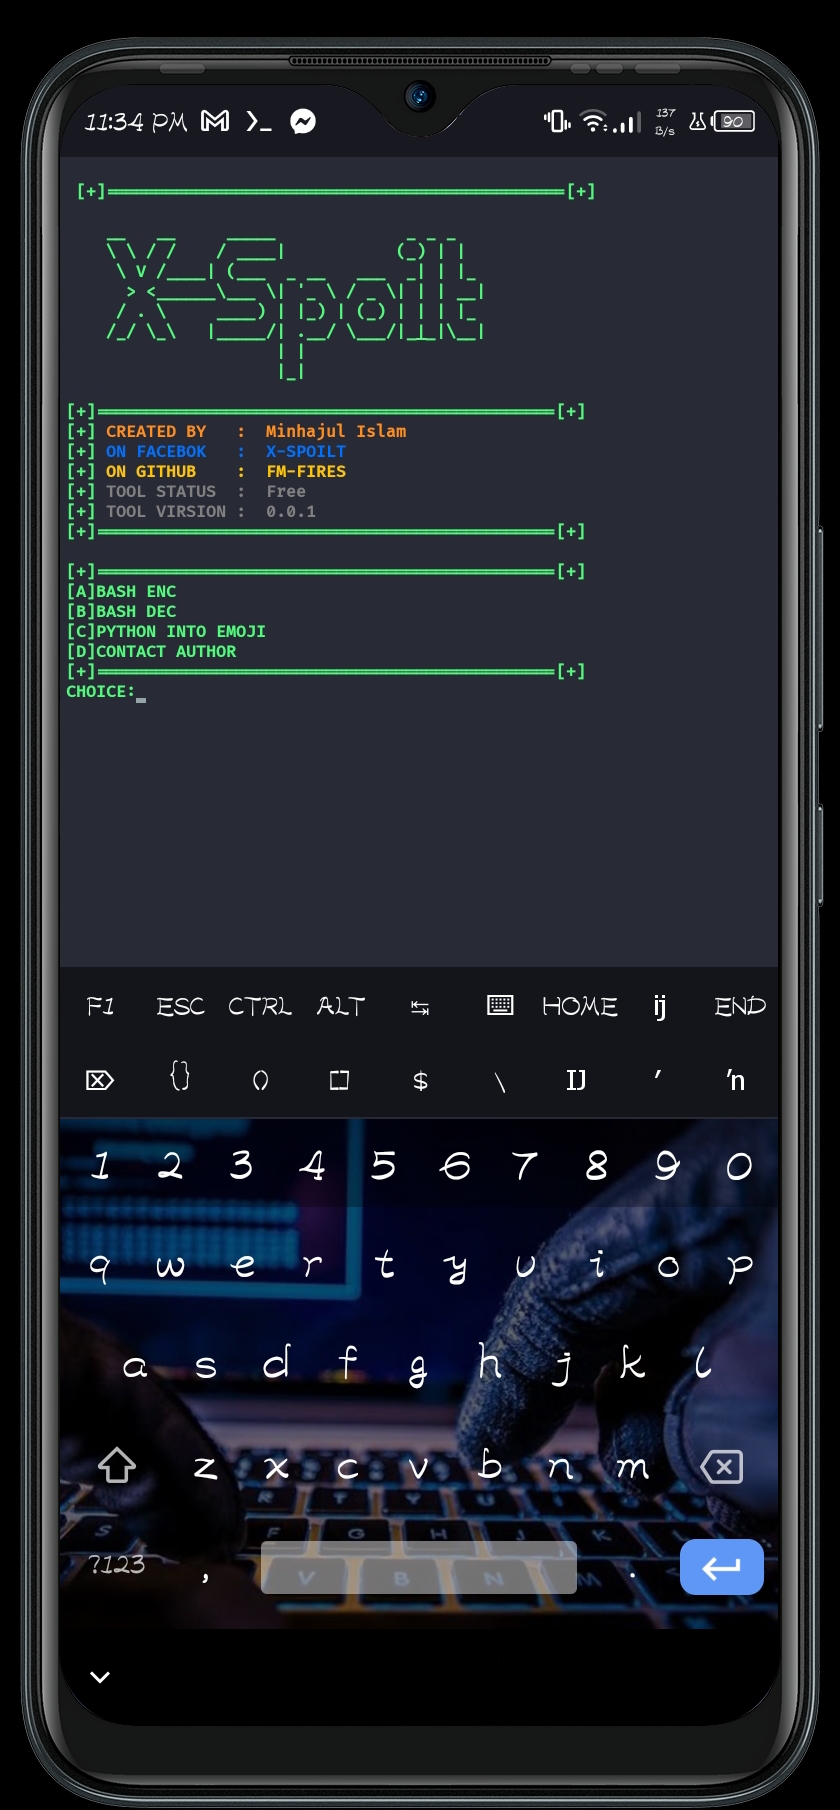 11:34 PM 137 B/s 90
[+]═════════════════════════════════════════════[+]
X-Spoilt
[+]═════════════════════════════════════════════[+]
[+] CREATED BY : Minhajul Islam
[+] ON FACEBOK : X-SPOILT
[+] ON GITHUB : FM-FIRES
[+] TOOL STATUS : Free
[+] TOOL VIRSION : 0.0.1
[+]═════════════════════════════════════════════[+]
[+]═════════════════════════════════════════════[+]
[A]BASH ENC
[B]BASH DEC
[C]PYTHON INTO EMOJI
[D]CONTACT AUTHOR
[+]═════════════════════════════════════════════[+]
CHOICE:_
F1 ESC CTRL ALT ↹ HOME ij END
⌦ {} () [] $ \ IJ ′ 'n
1 2 3 4 5 6 7 8 9 0
q w e r t y u i o p
a s d f g h j k l
z x c v b n m
?123 , .